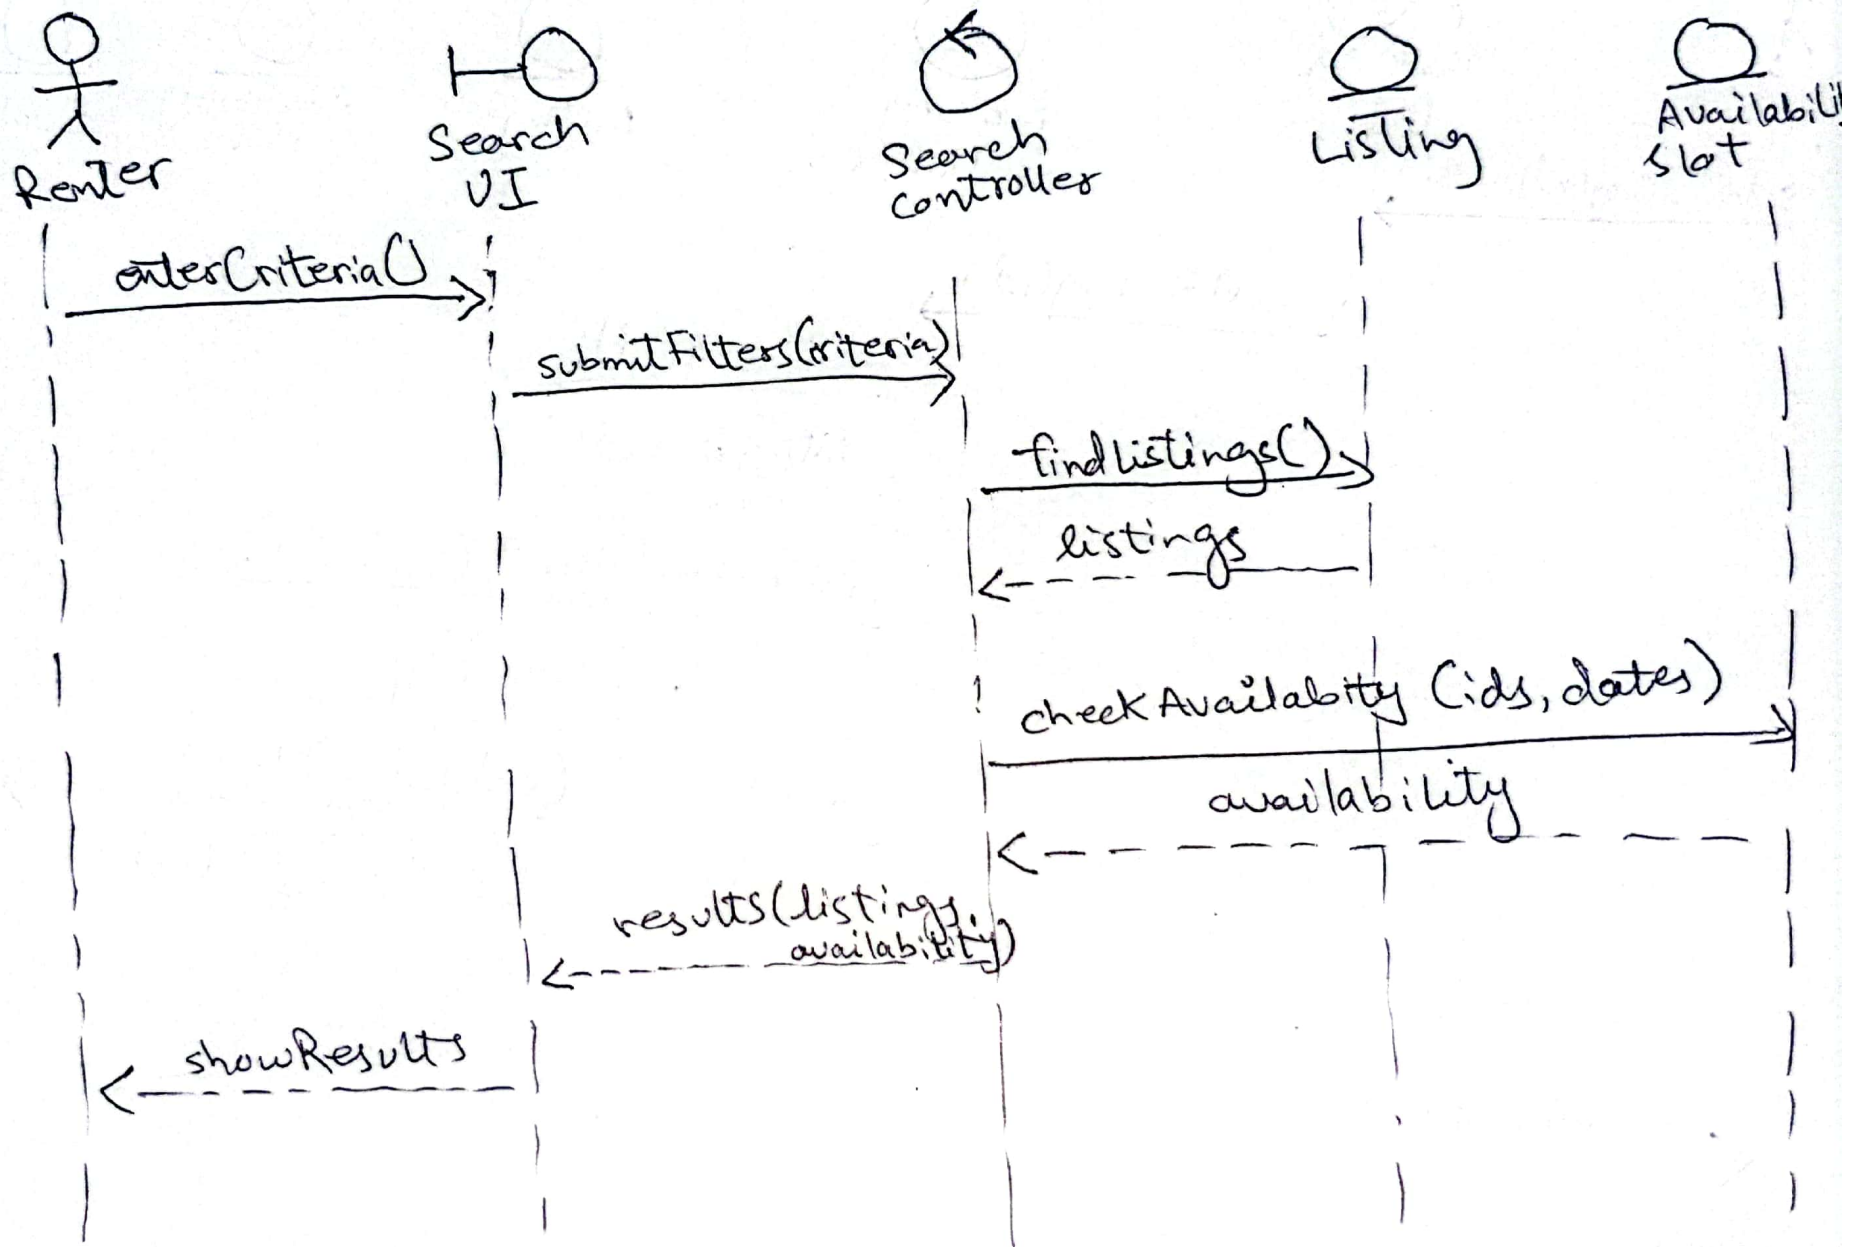 Renter
Search
UI
Search
Controller
Listing
Availabili
Slot
enterCriteria()
submitFilters(criteria)
findListings()
listings
checkAvailabity (ids, dates)
availability
results(listings,
availability)
showResults